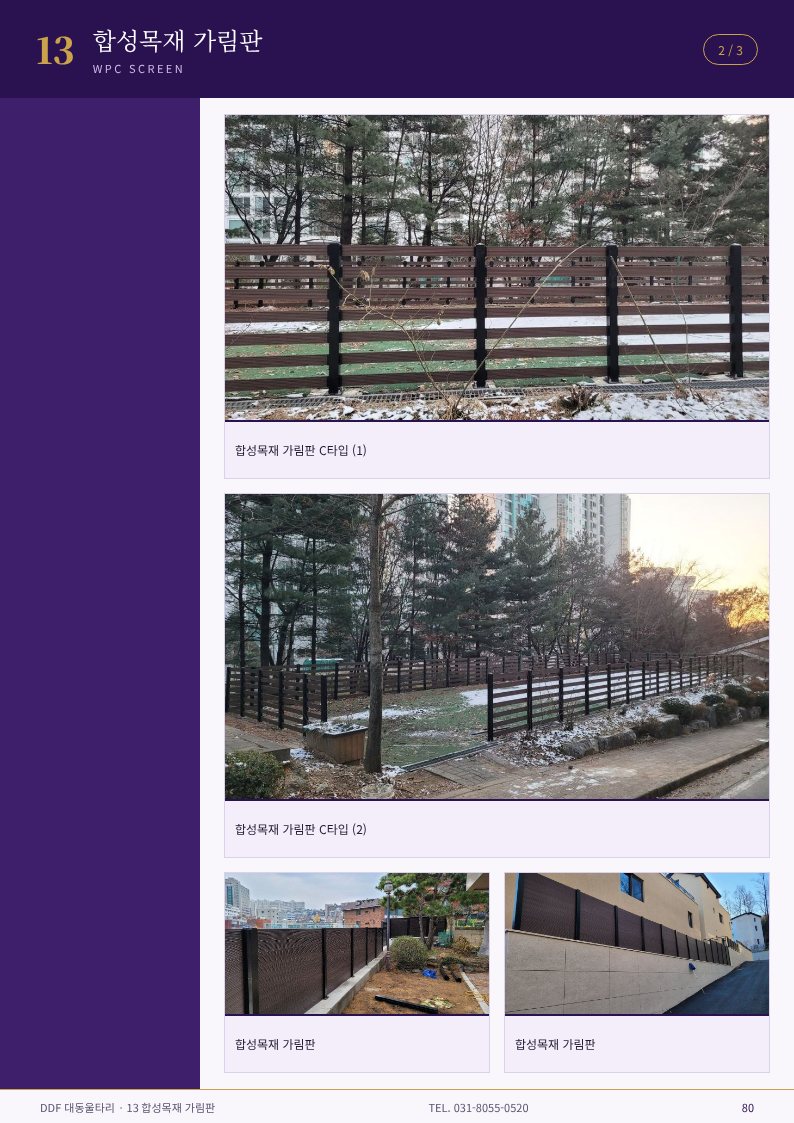 13
합성목재 가림판
WPC SCREEN
2 / 3
합성목재 가림판 C타입 (1)
합성목재 가림판 C타입 (2)
합성목재 가림판
합성목재 가림판
DDF 대동울타리 · 13 합성목재 가림판
TEL. 031-8055-0520
80